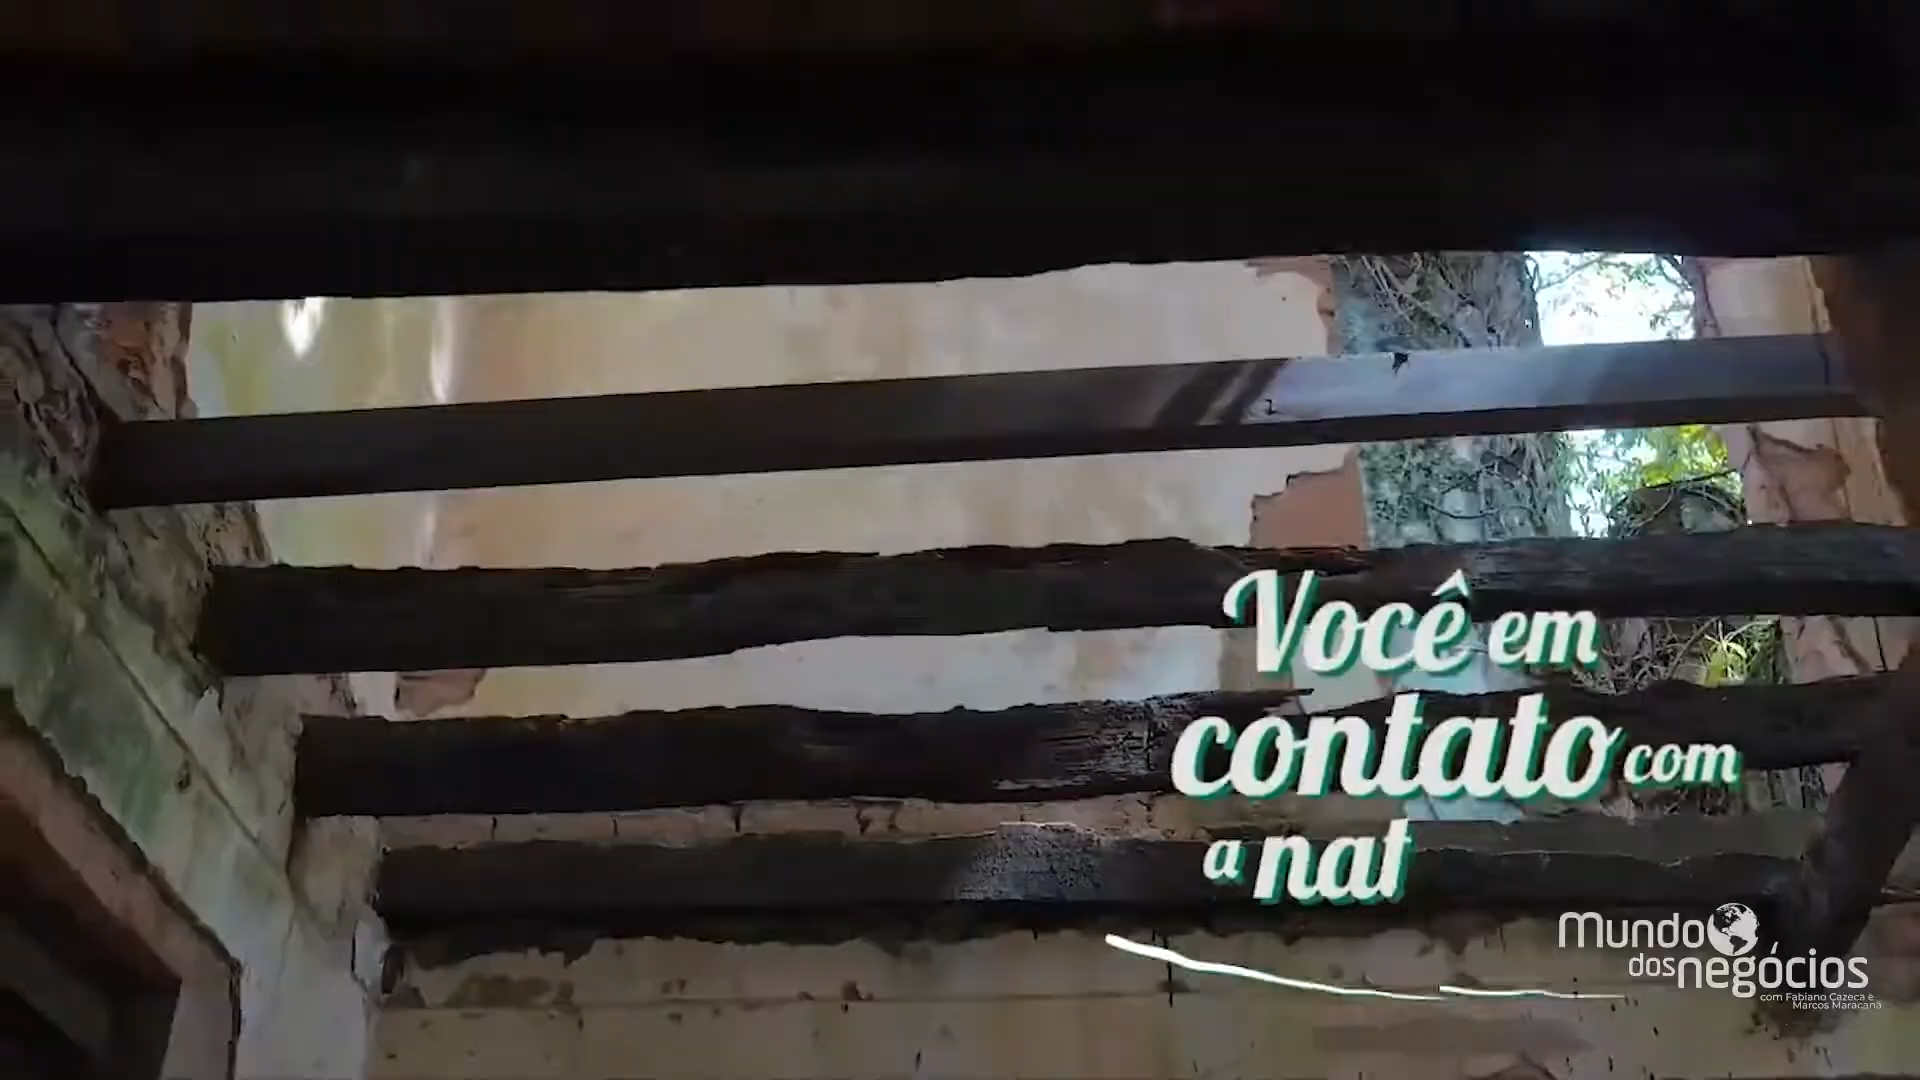 Você em
contato com
a nat
Mundo
dos negócios
com Fabiano Cazeca e
Marcos Maracanã